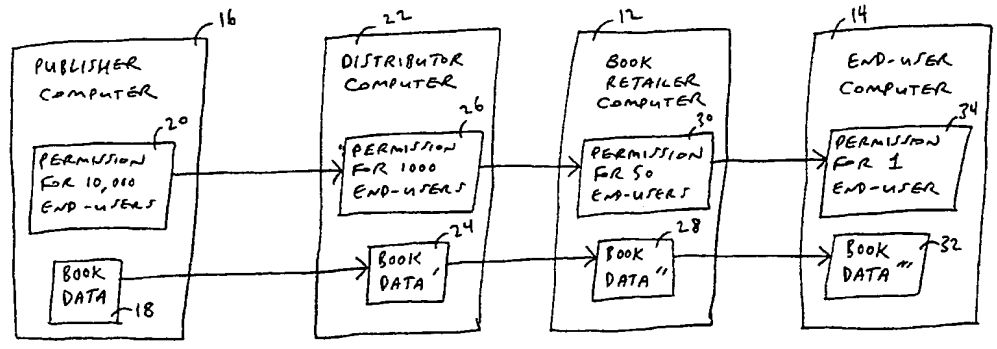 16
PUBLISHER
COMPUTER
20
PERMISSION
FOR 10,000
END-USERS
BOOK
DATA
18
22
DISTRIBUTOR
COMPUTER
26
PERMISSION
FOR 1000
END-USERS
24
BOOK
DATA'
12
BOOK
RETAILER
COMPUTER
30
PERMISSION
FOR 50
END-USERS
28
BOOK
DATA"
14
END-USER
COMPUTER
34
PERMISSION
FOR 1
END-USER
32
BOOK
DATA'''